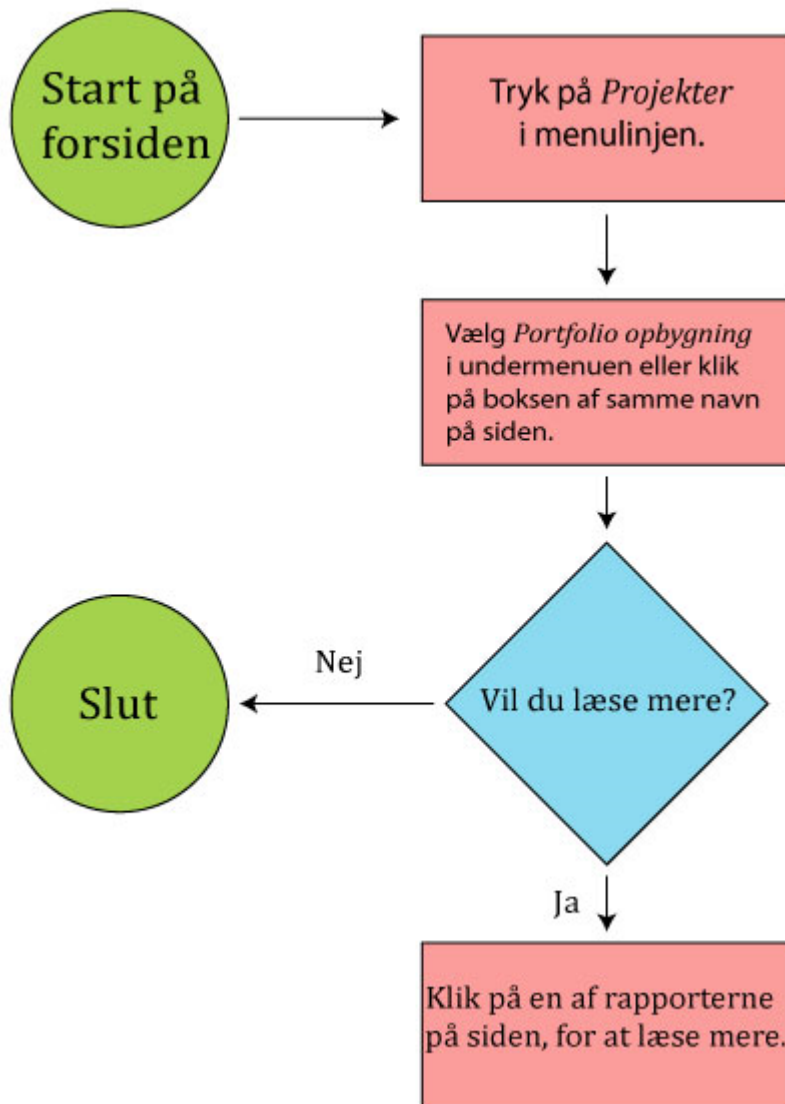 Start på
forsiden
Tryk på Projekter
i menulinjen.
Vælg Portfolio opbygning
i undermenuen eller klik
på boksen af samme navn
på siden.
Vil du læse mere?
Nej
Slut
Ja
Klik på en af rapporterne
på siden, for at læse mere.